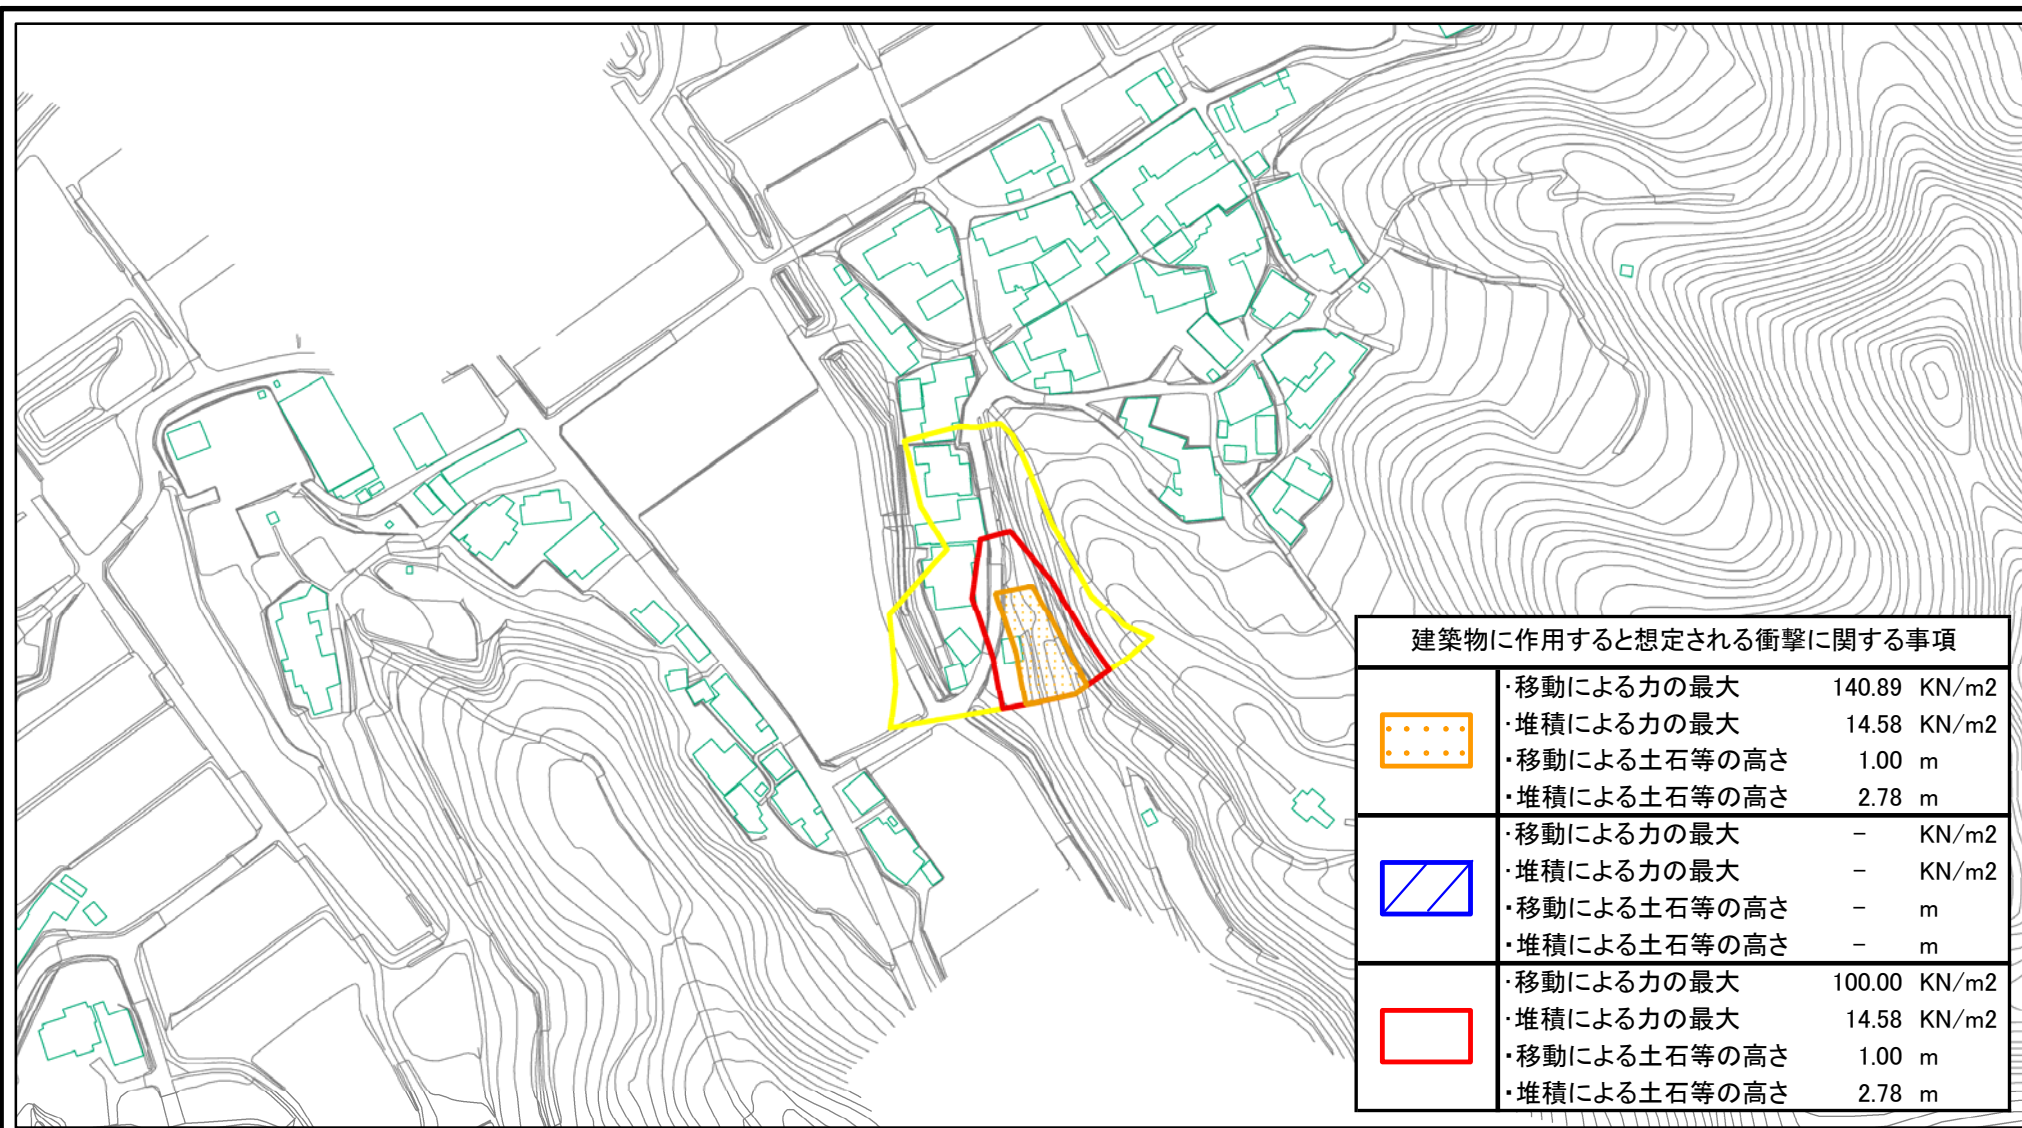 建築物に作用すると想定される衝撃に関する事項
・移動による力の最大 140.89 KN/m2
・堆積による力の最大 14.58 KN/m2
・移動による土石等の高さ 1.00 m
・堆積による土石等の高さ 2.78 m
・移動による力の最大 － KN/m2
・堆積による力の最大 － KN/m2
・移動による土石等の高さ － m
・堆積による土石等の高さ － m
・移動による力の最大 100.00 KN/m2
・堆積による力の最大 14.58 KN/m2
・移動による土石等の高さ 1.00 m
・堆積による土石等の高さ 2.78 m